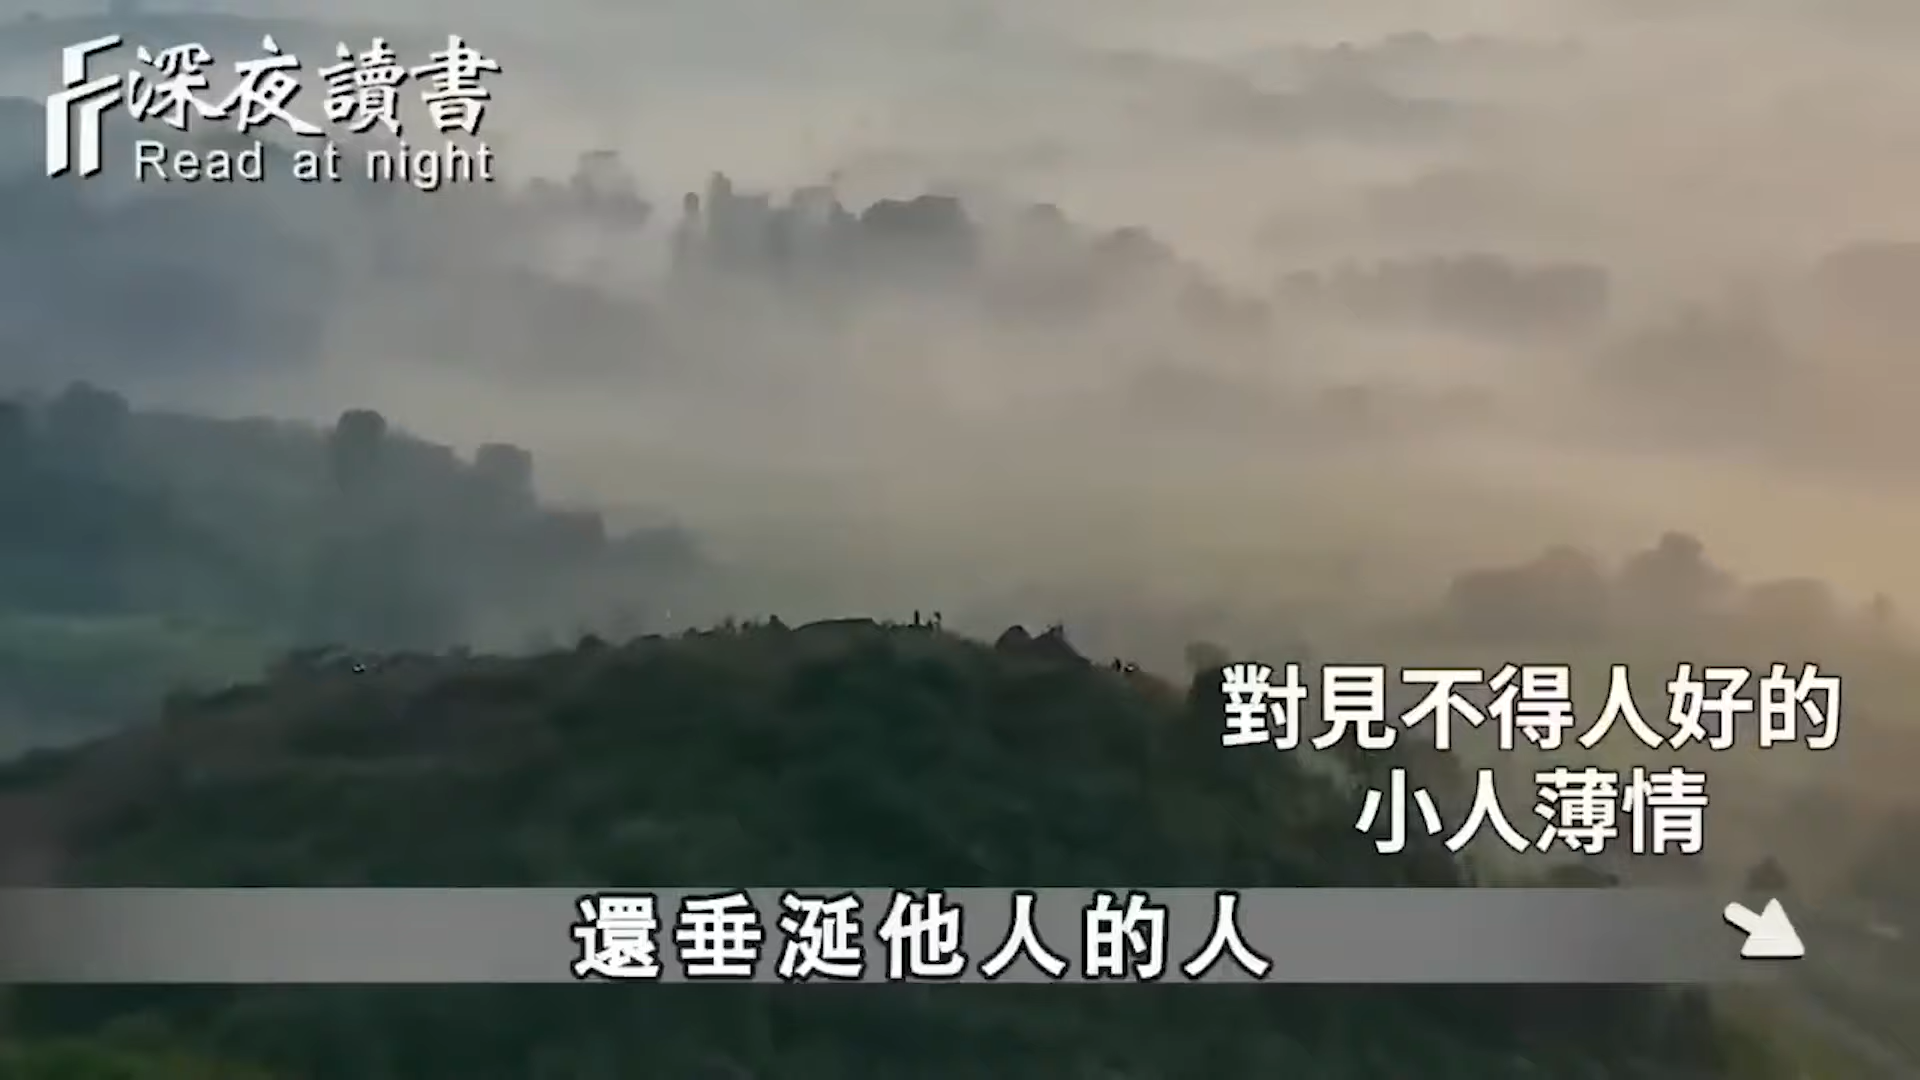 深夜讀書
Read at night
對見不得人好的
小人薄情
還垂涎他人的人